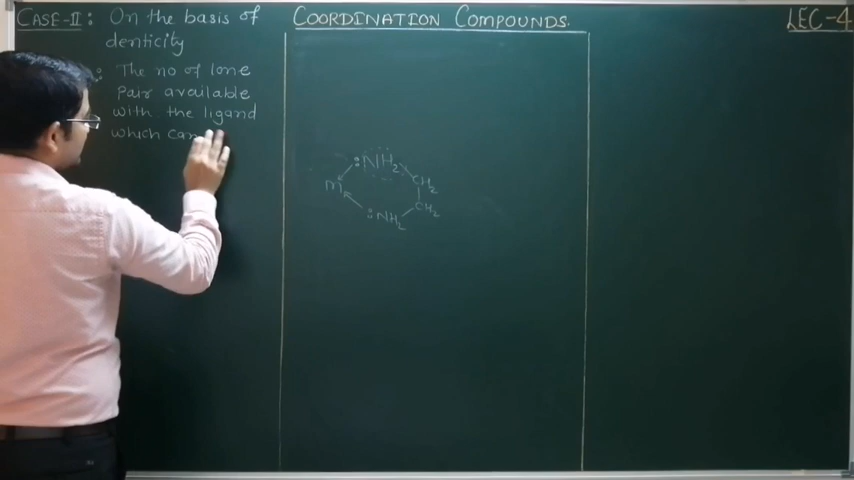 CASE-II : On the basis of
denticity
: The no of lone
Pair available
with the ligand
which can
COORDINATION COMPOUNDS.
LEC-4
:NH2
M
CH2
CH2
:NH2